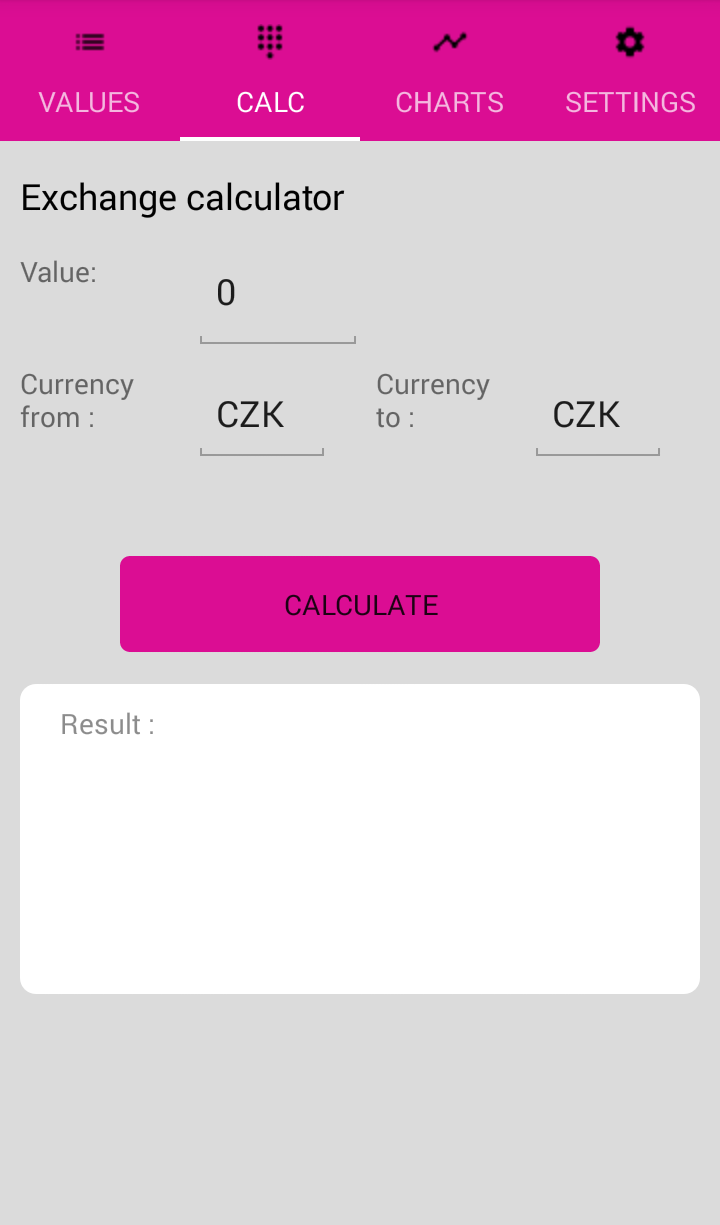 VALUES CALC CHARTS SETTINGS
Exchange calculator
Value:
0
Currency
from :
CZK
Currency
to :
CZK
CALCULATE
Result :